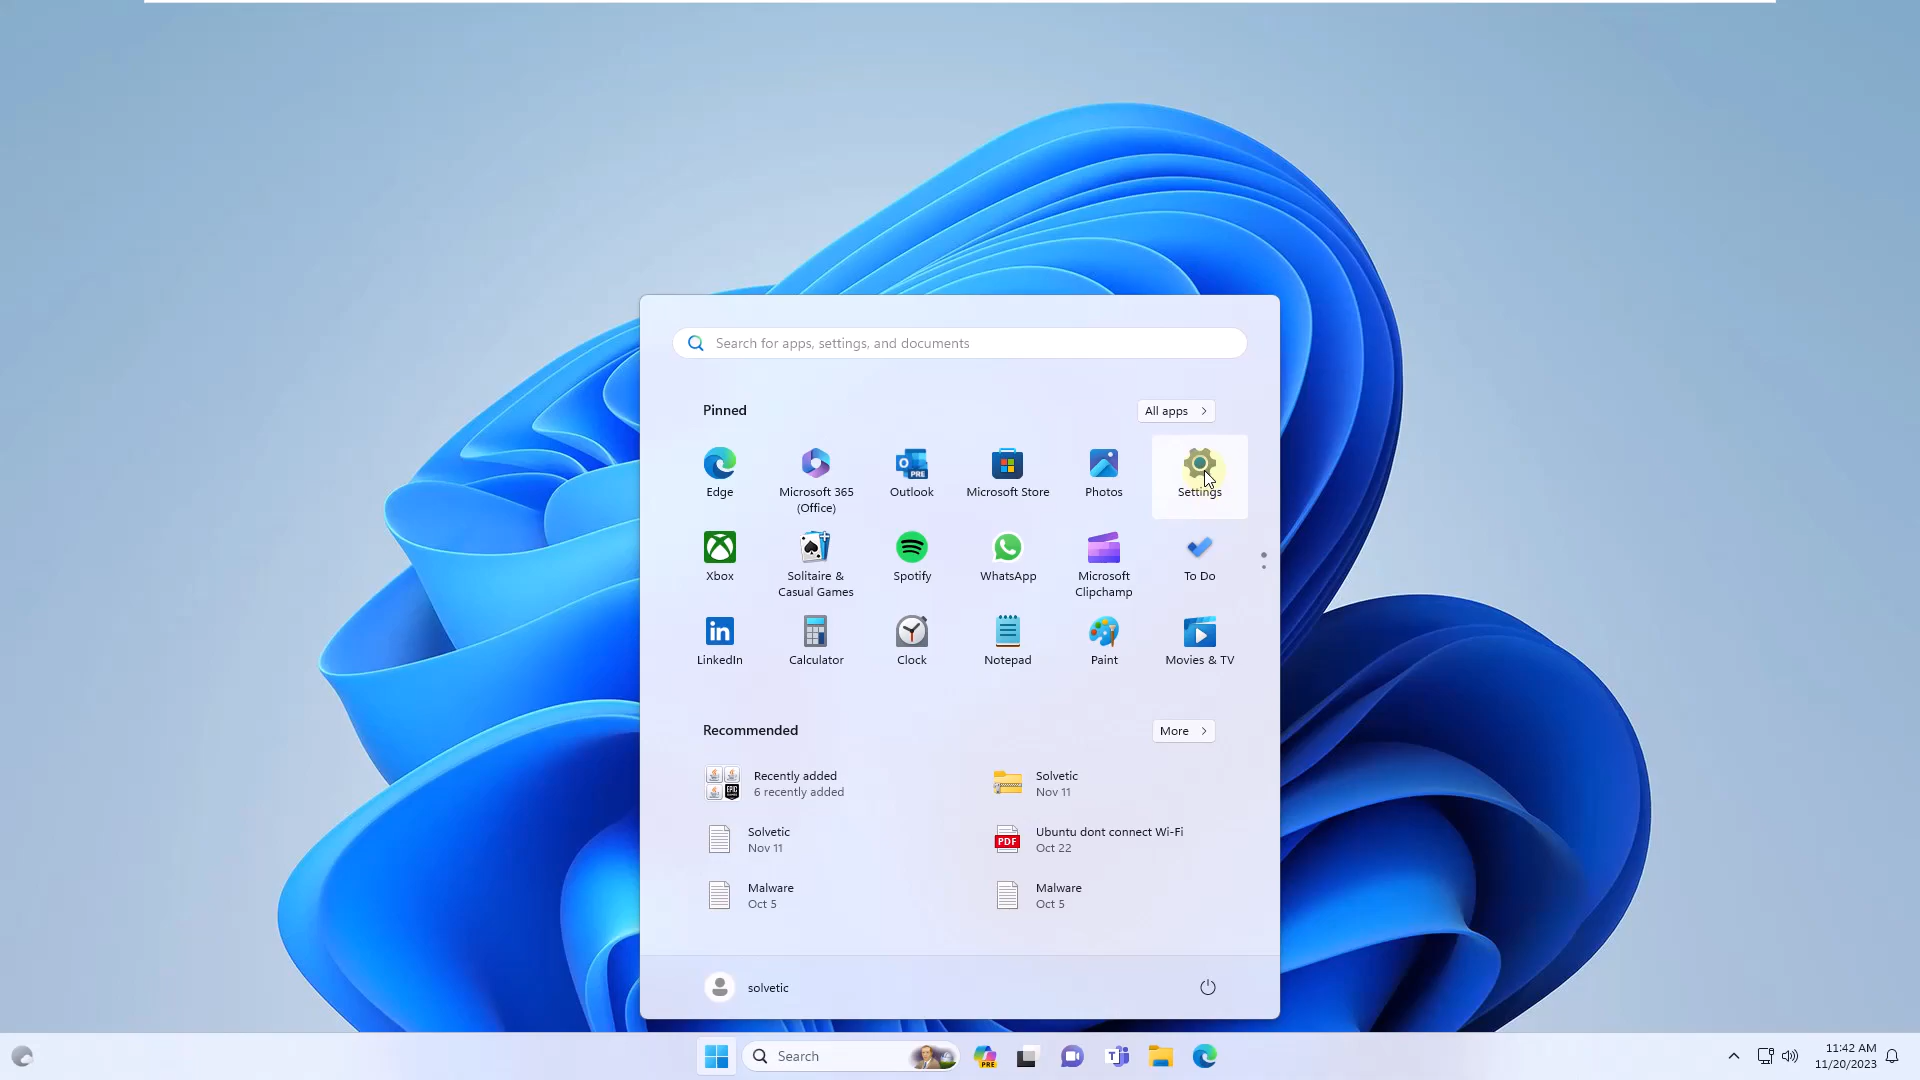 Search for apps, settings, and documents
Pinned
All apps
Edge
Microsoft 365
(Office)
Outlook
Microsoft Store
Photos
Settings
Xbox
Solitaire &
Casual Games
Spotify
WhatsApp
Microsoft
Clipchamp
To Do
LinkedIn
Calculator
Clock
Notepad
Paint
Movies & TV
Recommended
More
Recently added
6 recently added
Solvetic
Nov 11
Solvetic
Nov 11
PDF
Ubuntu dont connect Wi-Fi
Oct 22
Malware
Oct 5
Malware
Oct 5
solvetic
Search
PRE
11:42 AM
11/20/2023